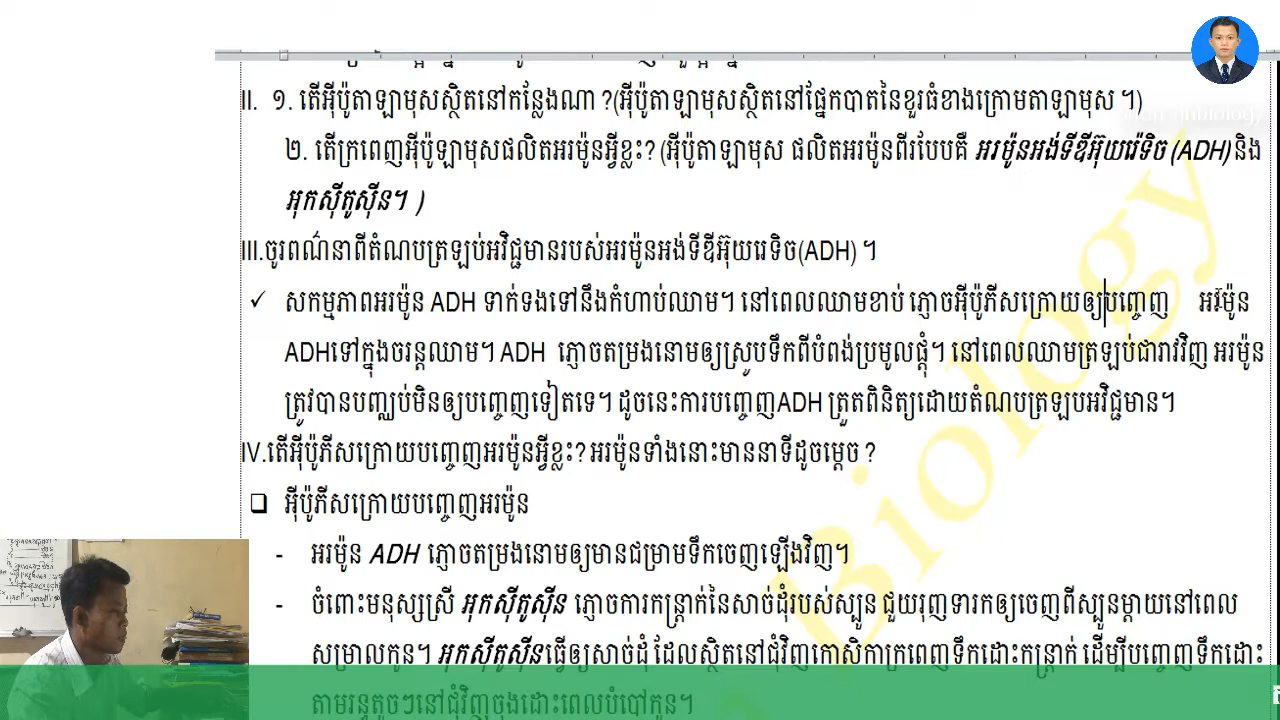 II. ១. តើអ៊ីប៉ូតាឡាមុសស្ថិតនៅកន្លែងណា ?(អ៊ីប៉ូតាឡាមុសស្ថិតនៅផ្នែកបាតនៃខួរធំខាងក្រោមតាឡាមុស ។)
២. តើក្រពេញអ៊ីប៉ូឡាមុសផលិតអរម៉ូនអ្វីខ្លះ? (អ៊ីប៉ូតាឡាមុស ផលិតអរម៉ូនពីរបែបគឺ អរម៉ូនអង់ទីឌីអ៊ុយរ៉េទិច (ADH) និង
អុកស៊ីតូស៊ីន។ )
III.ចូរពណ៌នាពីតំណបត្រឡប់អវិជ្ជមានរបស់អរម៉ូនអង់ទីឌីអ៊ុយរេទិច(ADH) ។
✓ សកម្មភាពអរម៉ូន ADH ទាក់ទងទៅនឹងកំហាប់ឈាម។ នៅពេលឈាមខាប់ ភ្ញោចអ៊ីប៉ូភីសក្រោយឲ្យបញ្ចេញ អរម៉ូន
ADHទៅក្នុងចរន្តឈាម។ ADH ភ្ញោចតម្រងនោមឲ្យស្រូបទឹកពីបំពង់ប្រមូលផ្តុំ។ នៅពេលឈាមត្រឡប់ជារាវវិញ អរម៉ូន
ត្រូវបានបញ្ឈប់មិនឲ្យបញ្ចេញទៀតទេ។ ដូចនេះការបញ្ចេញADH ត្រួតពិនិត្យដោយតំណបត្រឡបអវិជ្ជមាន។
IV.តើអ៊ីប៉ូភីសក្រោយបញ្ចេញអរម៉ូនអ្វីខ្លះ? អរម៉ូនទាំងនោះមាននាទីដូចម្តេច ?
❑ អ៊ីប៉ូភីសក្រោយបញ្ចេញអរម៉ូន
- អរម៉ូន ADH ភ្ញោចតម្រងនោមឲ្យមានជម្រាមទឹកចេញឡើងវិញ។
- ចំពោះមនុស្សស្រី អុកស៊ីតូស៊ីន ភ្ញោចការកន្ត្រាក់នៃសាច់ដុំរបស់ស្បូន ជួយរុញទារកឲ្យចេញពីស្បូនម្តាយនៅពេល
សម្រាលកូន។ អុកស៊ីតូស៊ីនធ្វើឲ្យសាច់ដុំ ដែលស្ថិតនៅជុំវិញកោសិកាក្រពេញទឹកដោះកន្ត្រាក់ ដើម្បីបញ្ចេញទឹកដោះ
តាមរន្ធតូចៗនៅជុំវិញចុងដោះពេលបំបៅកូន។
Biology